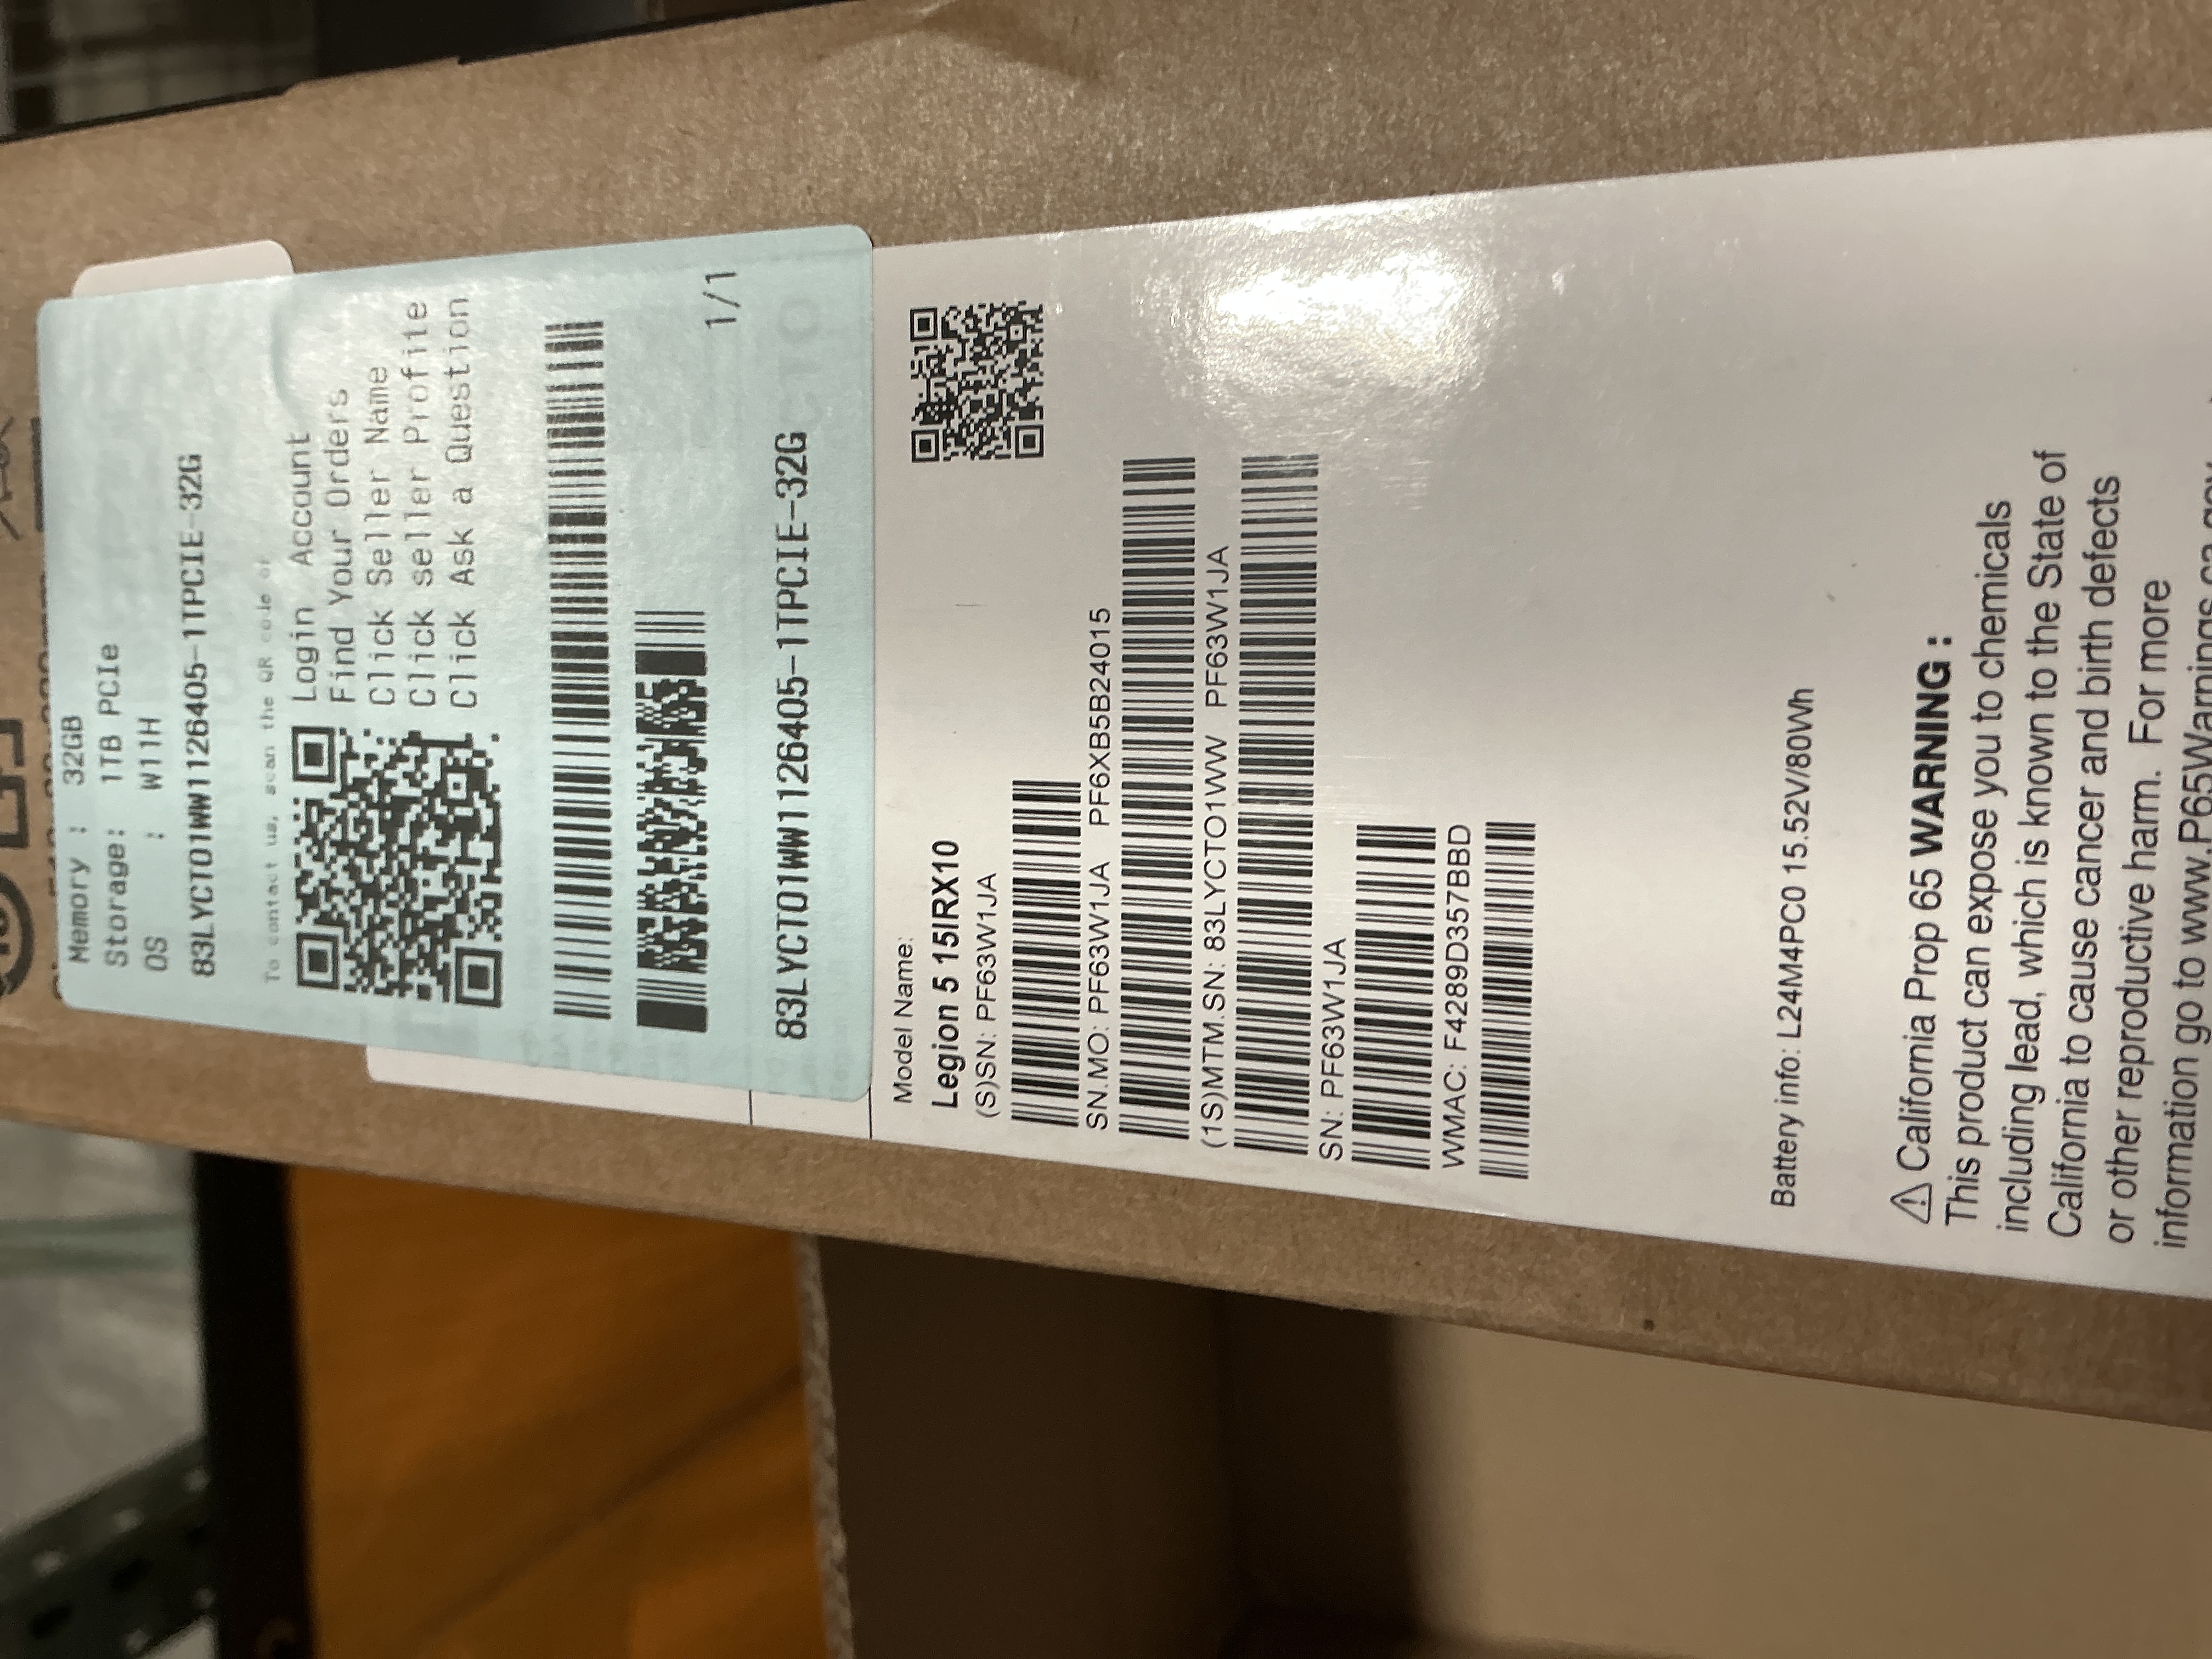 Memory : 32GB
Storage: 1TB PCIe
OS : W11H
83LYCTO1WW1126405-1TPCIE-32G
To contact us, scan the QR code or
Login Account
Find Your Orders
Click Seller Name
Click seller Profite
Click Ask a Question
1/1
83LYCTO1WW1126405-1TPCIE-32G
Model Name:
Legion 5 15IRX10
(S)SN: PF63W1JA
SN.MO: PF63W1JA PF6XB5B24015
(1S)MTM.SN: 83LYCTO1WW PF63W1JA
SN: PF63W1JA
WMAC: F4289D357BBD
Battery info: L24M4PC0 15.52V/80Wh
⚠ California Prop 65 WARNING :
This product can expose you to chemicals
including lead, which is known to the State of
California to cause cancer and birth defects
or other reproductive harm. For more
information go to www.P65Warnings.ca.gov